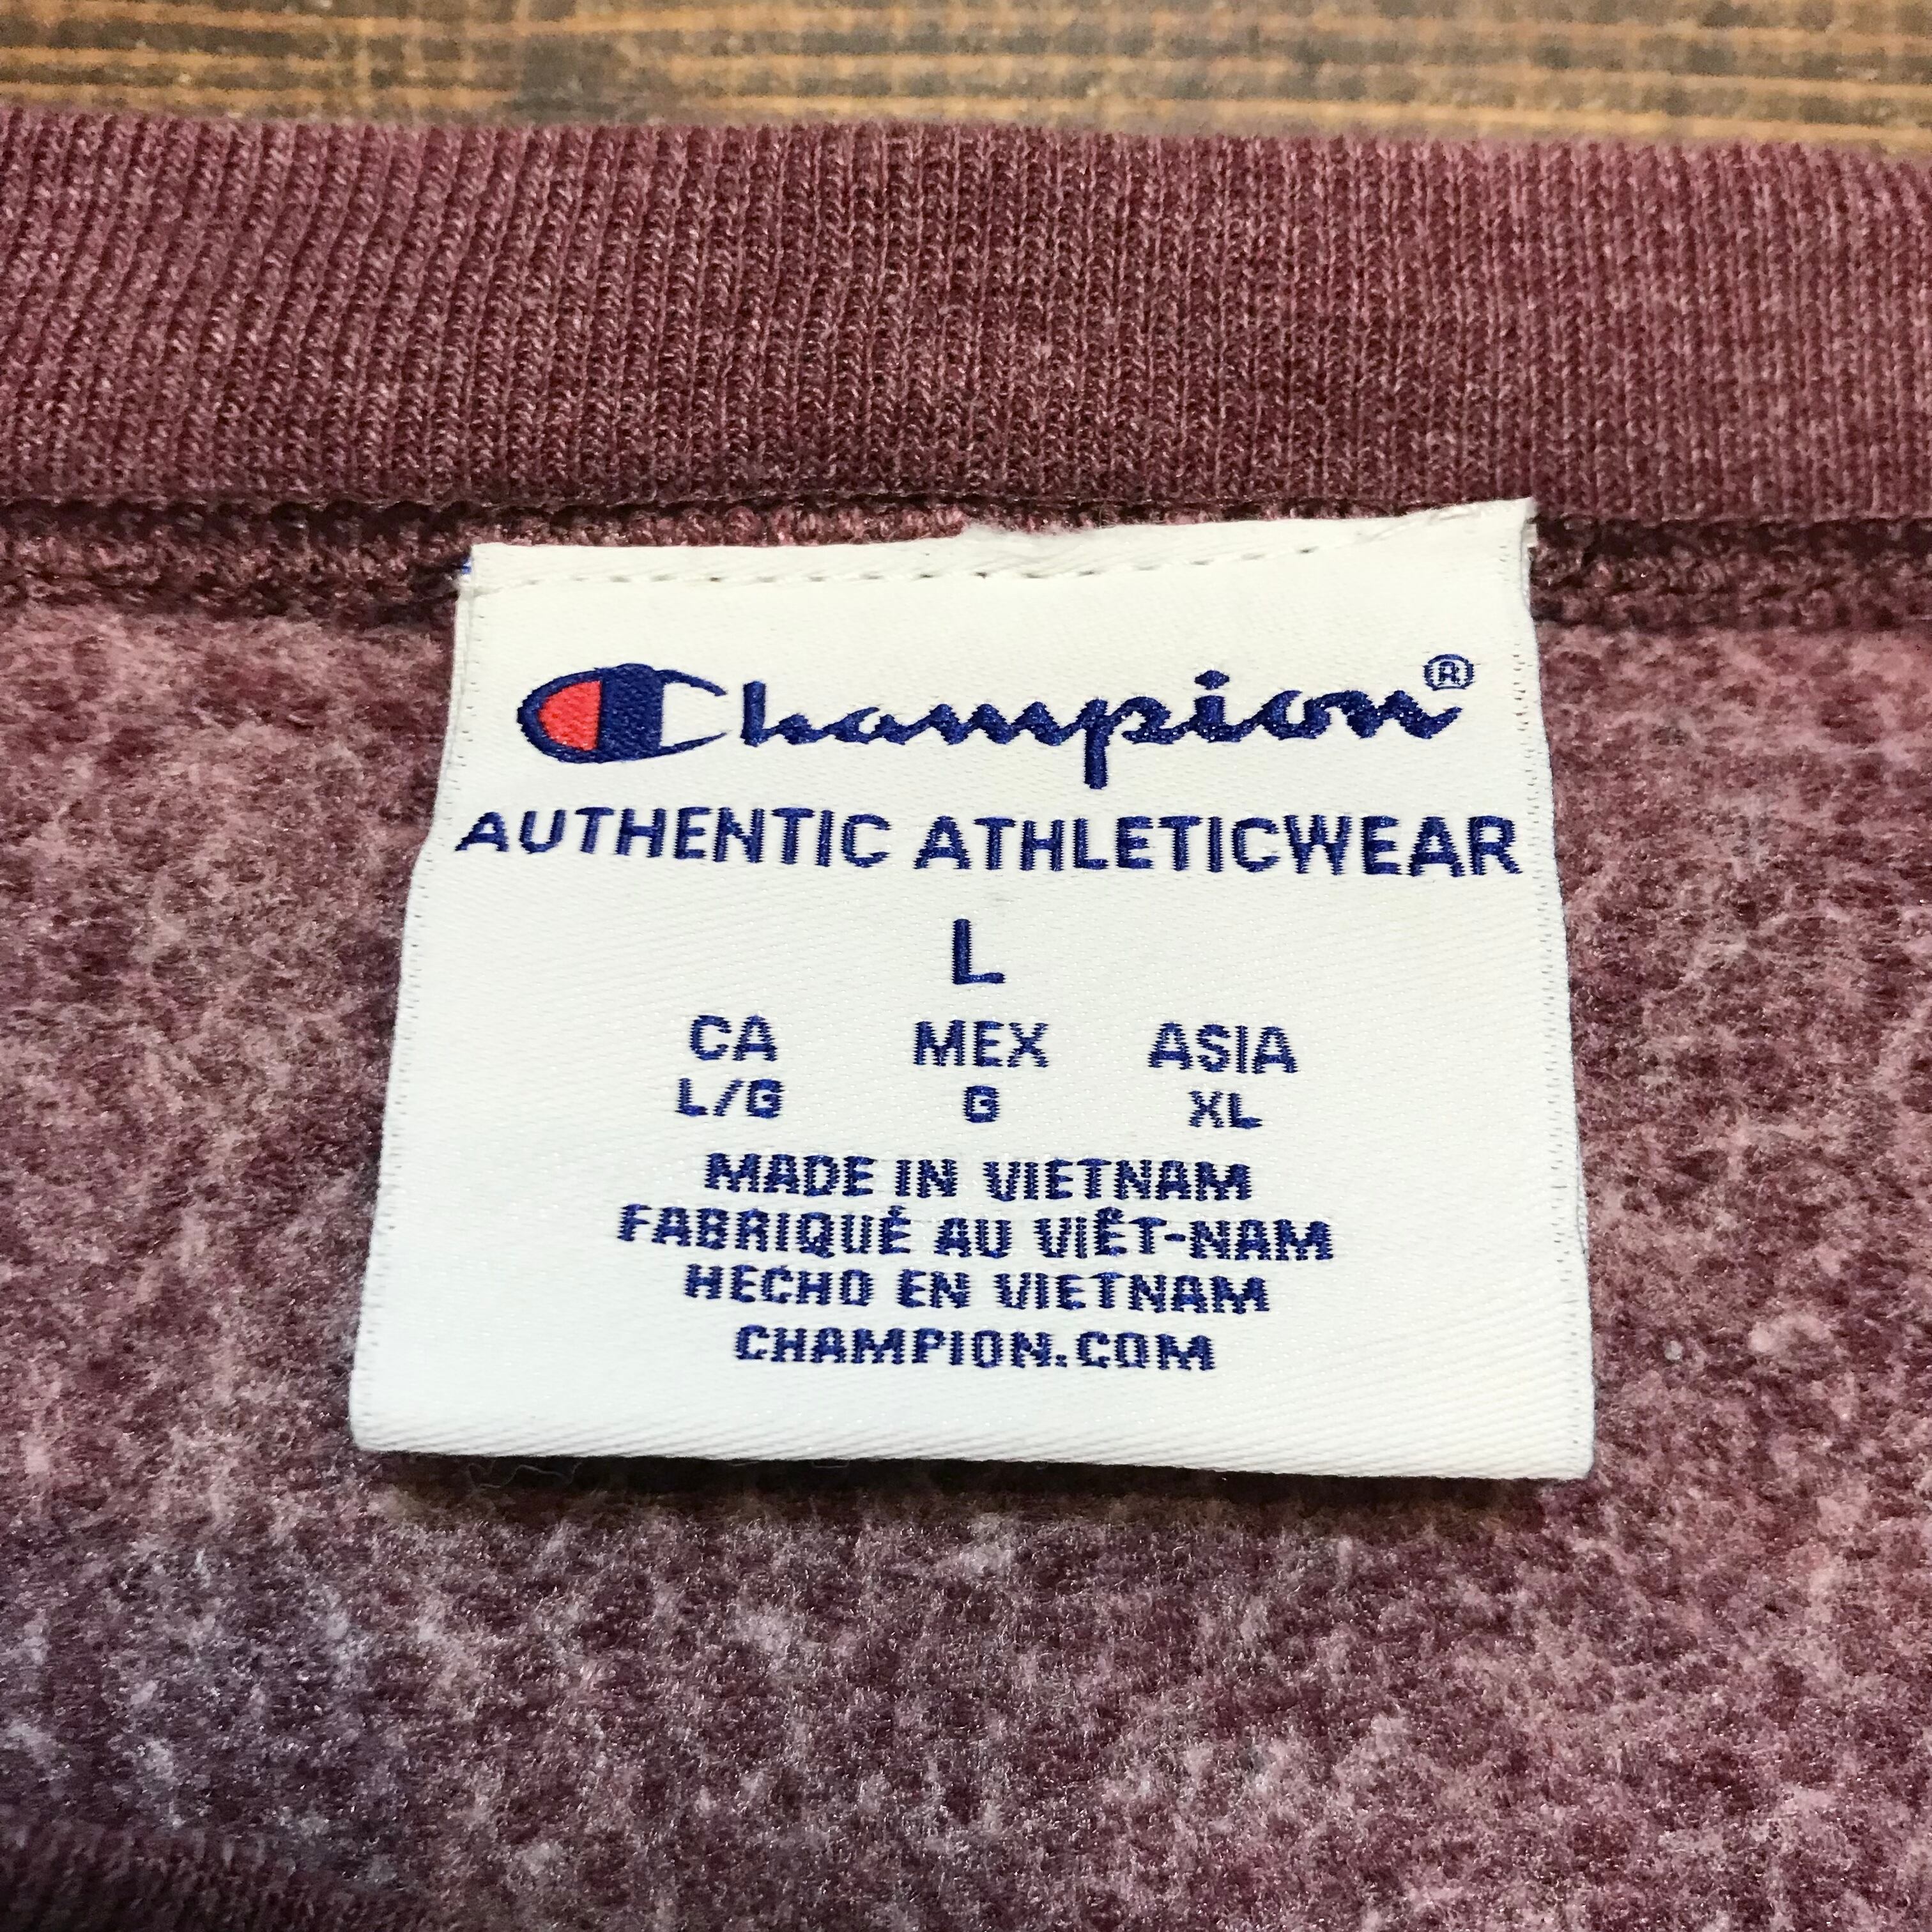 Champion®
AUTHENTIC ATHLETICWEAR
L
CA MEX ASIA
L/G G XL
MADE IN VIETNAM
FABRIQUÉ AU VIÊT-NAM
HECHO EN VIETNAM
CHAMPION.COM